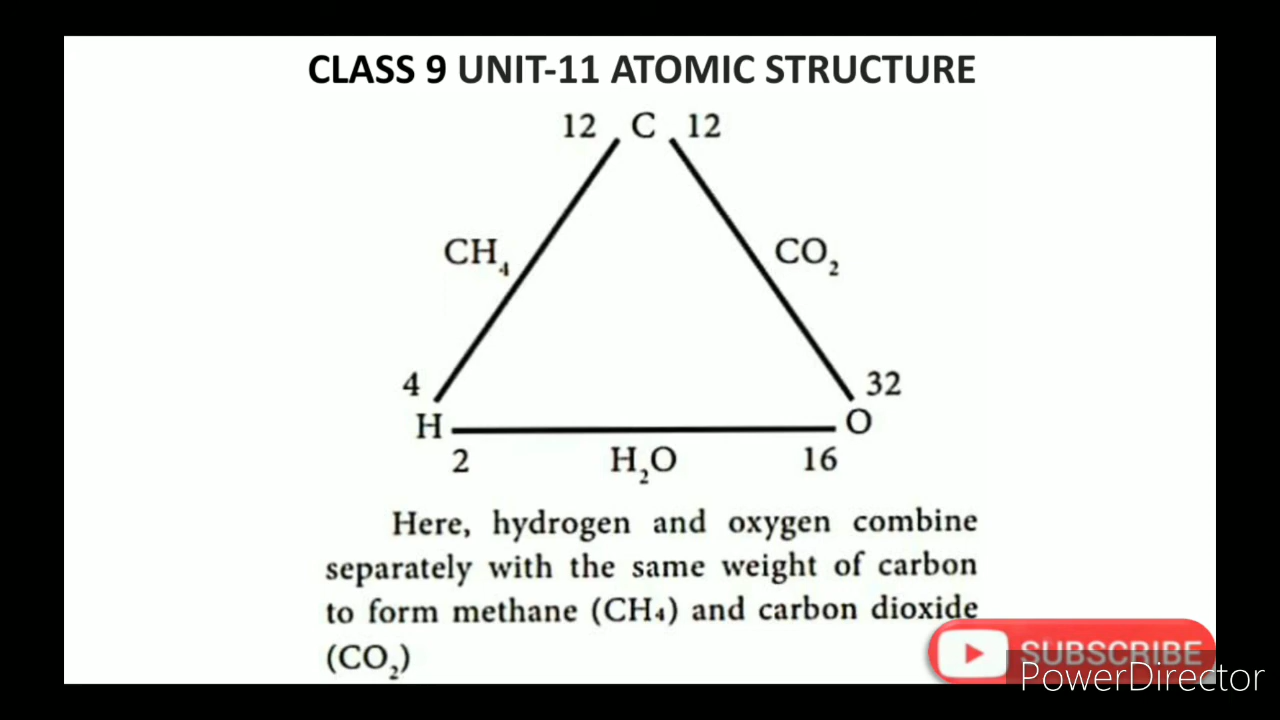 CLASS 9 UNIT-11 ATOMIC STRUCTURE
12 C 12
CH₄ CO₂
4 32
H O
2 H₂O 16
Here, hydrogen and oxygen combine
separately with the same weight of carbon
to form methane (CH₄) and carbon dioxide
(CO₂)
SUBSCRIBE
PowerDirector